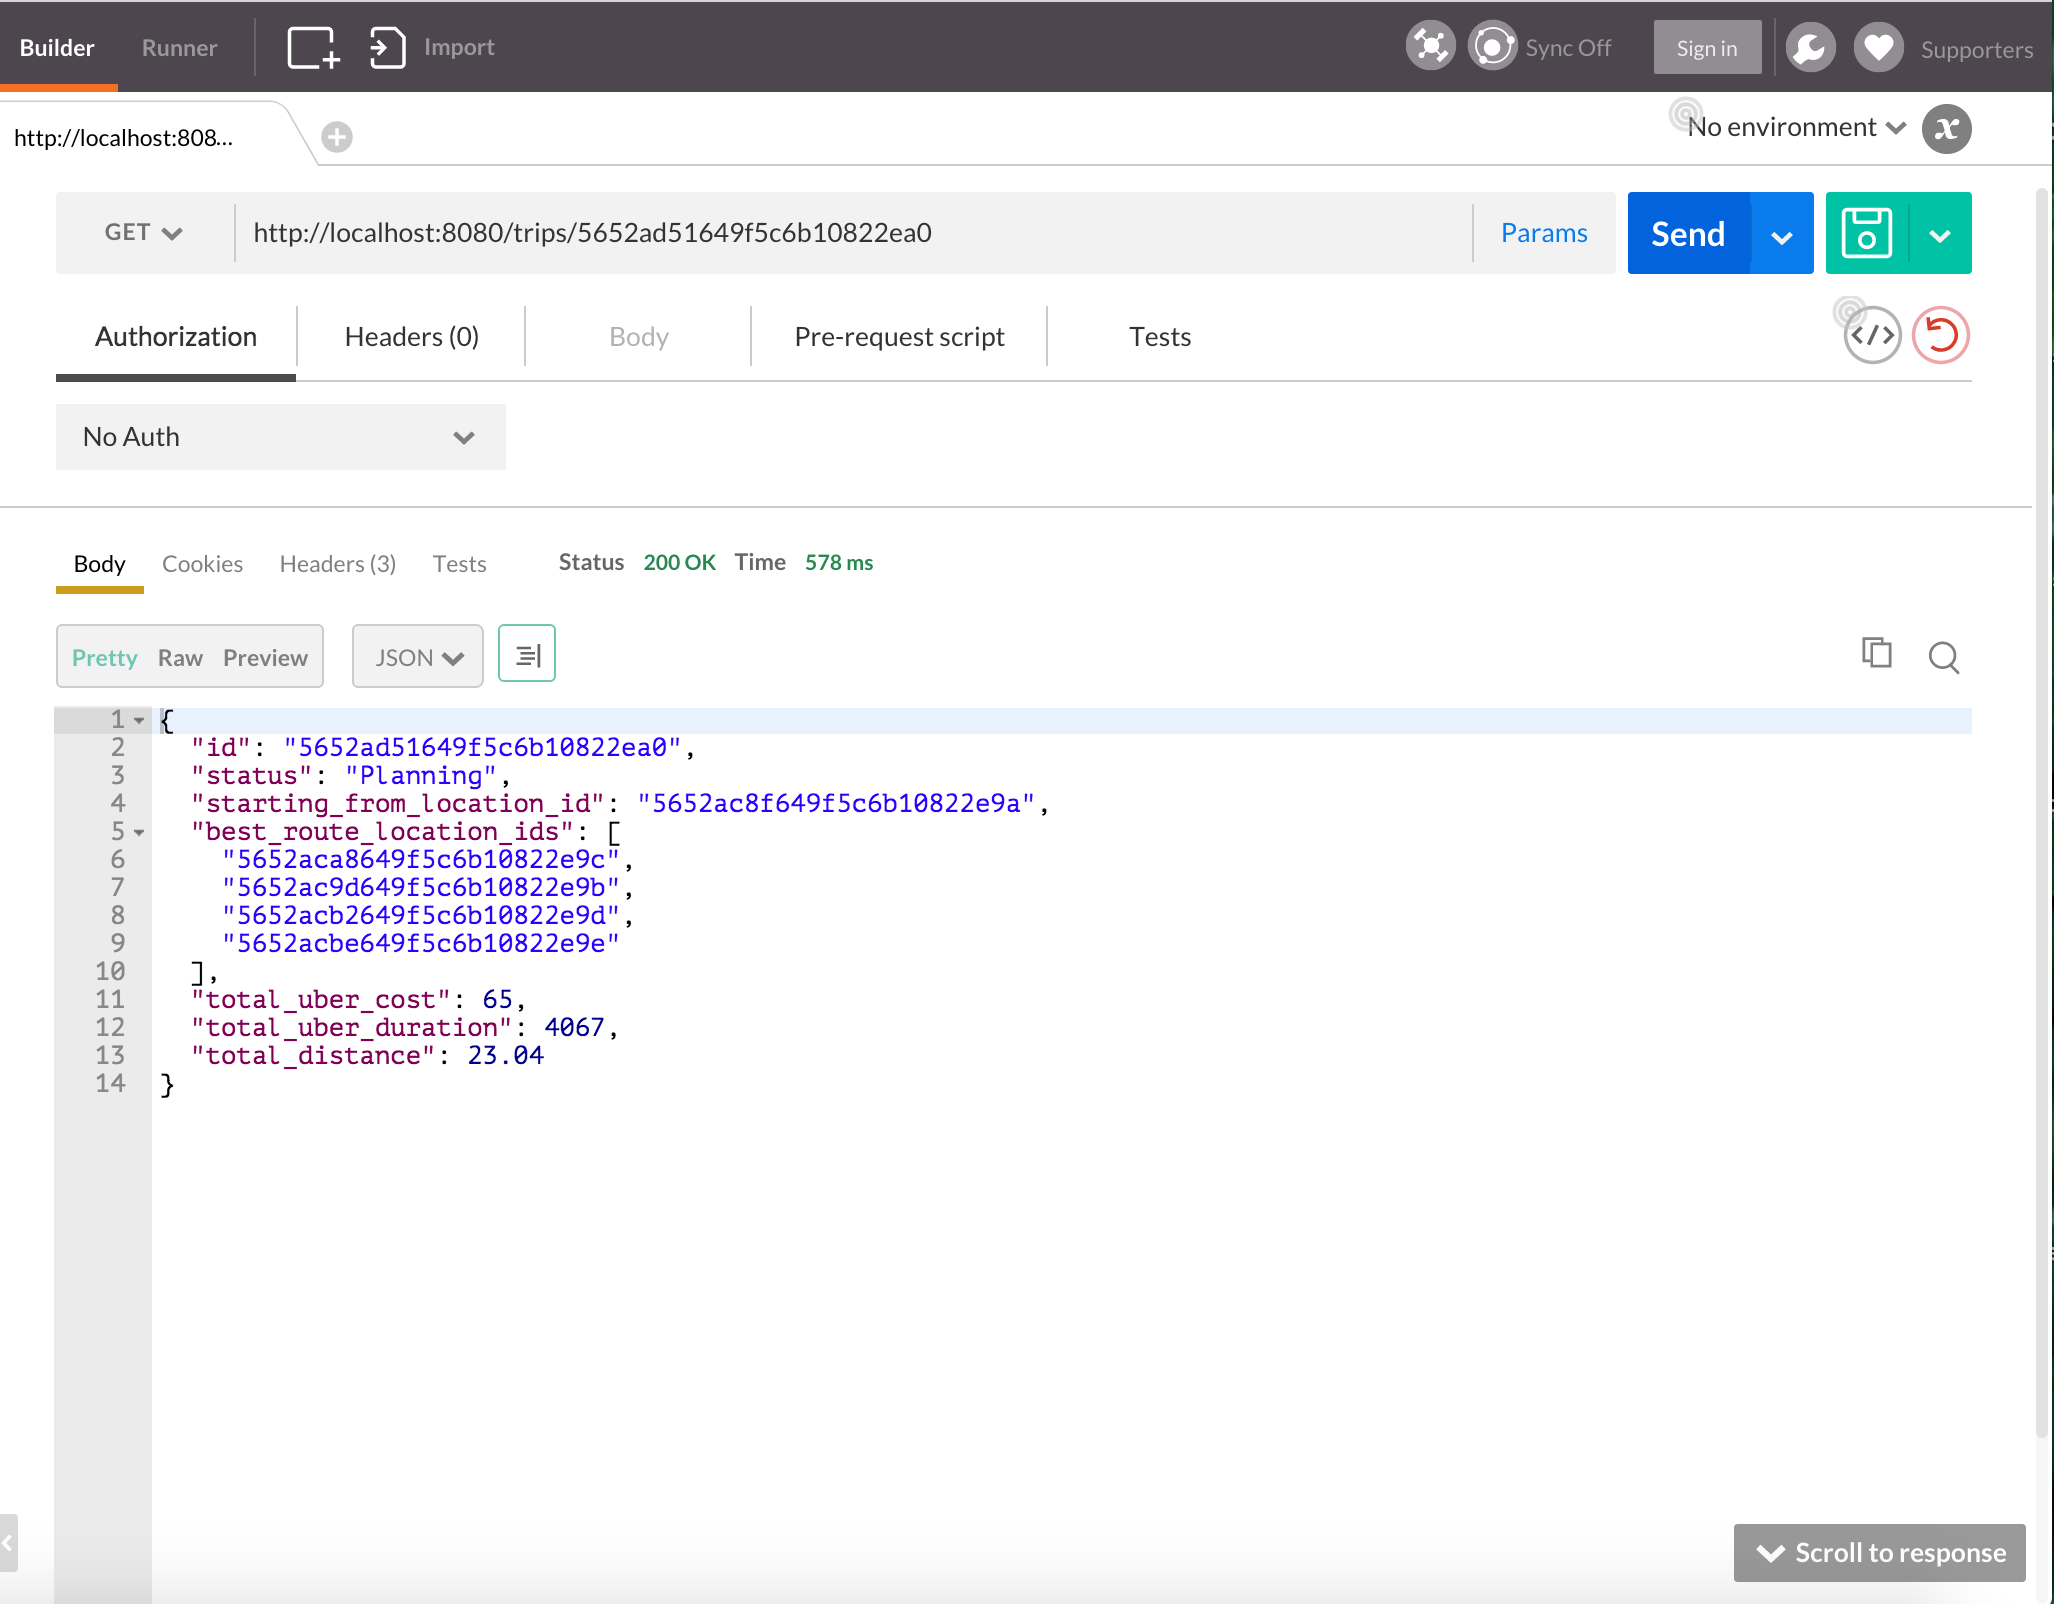 Builder Runner Import Sync Off Sign in Supporters
http://localhost:808... No environment
GET http://localhost:8080/trips/5652ad51649f5c6b10822ea0 Params Send
Authorization Headers (0) Body Pre-request script Tests
No Auth
Body Cookies Headers (3) Tests Status 200 OK Time 578 ms
Pretty Raw Preview JSON
1 {
2 "id": "5652ad51649f5c6b10822ea0",
3 "status": "Planning",
4 "starting_from_location_id": "5652ac8f649f5c6b10822e9a",
5 "best_route_location_ids": [
6 "5652aca8649f5c6b10822e9c",
7 "5652ac9d649f5c6b10822e9b",
8 "5652acb2649f5c6b10822e9d",
9 "5652acbe649f5c6b10822e9e"
10 ],
11 "total_uber_cost": 65,
12 "total_uber_duration": 4067,
13 "total_distance": 23.04
14 }
Scroll to response